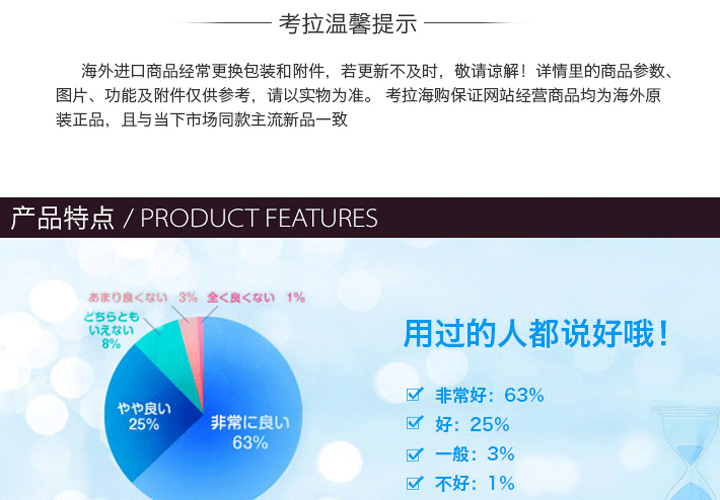 考拉温馨提示
海外进口商品经常更换包装和附件，若更新不及时，敬请谅解！详情里的商品参数、
图片、功能及附件仅供参考，请以实物为准。 考拉海购保证网站经营商品均为海外原
装正品，且与当下市场同款主流新品一致
产品特点 / PRODUCT FEATURES
あまり良くない 3% 全く良くない 1%
どちらとも
いえない
8%
やや良い
25%
非常に良い
63%
用过的人都说好哦！
非常好：63%
好：25%
一般：3%
不好：1%